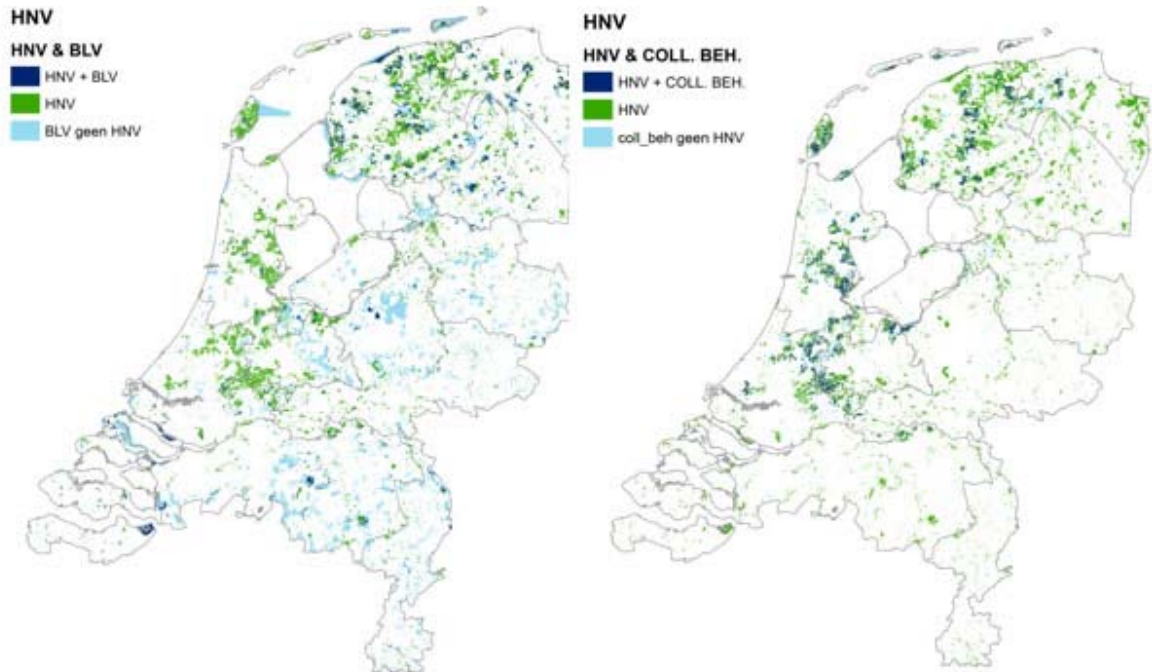 HNV
HNV & BLV
HNV + BLV
HNV
BLV geen HNV
HNV
HNV & COLL. BEH.
HNV + COLL. BEH.
HNV
coll_beh geen HNV